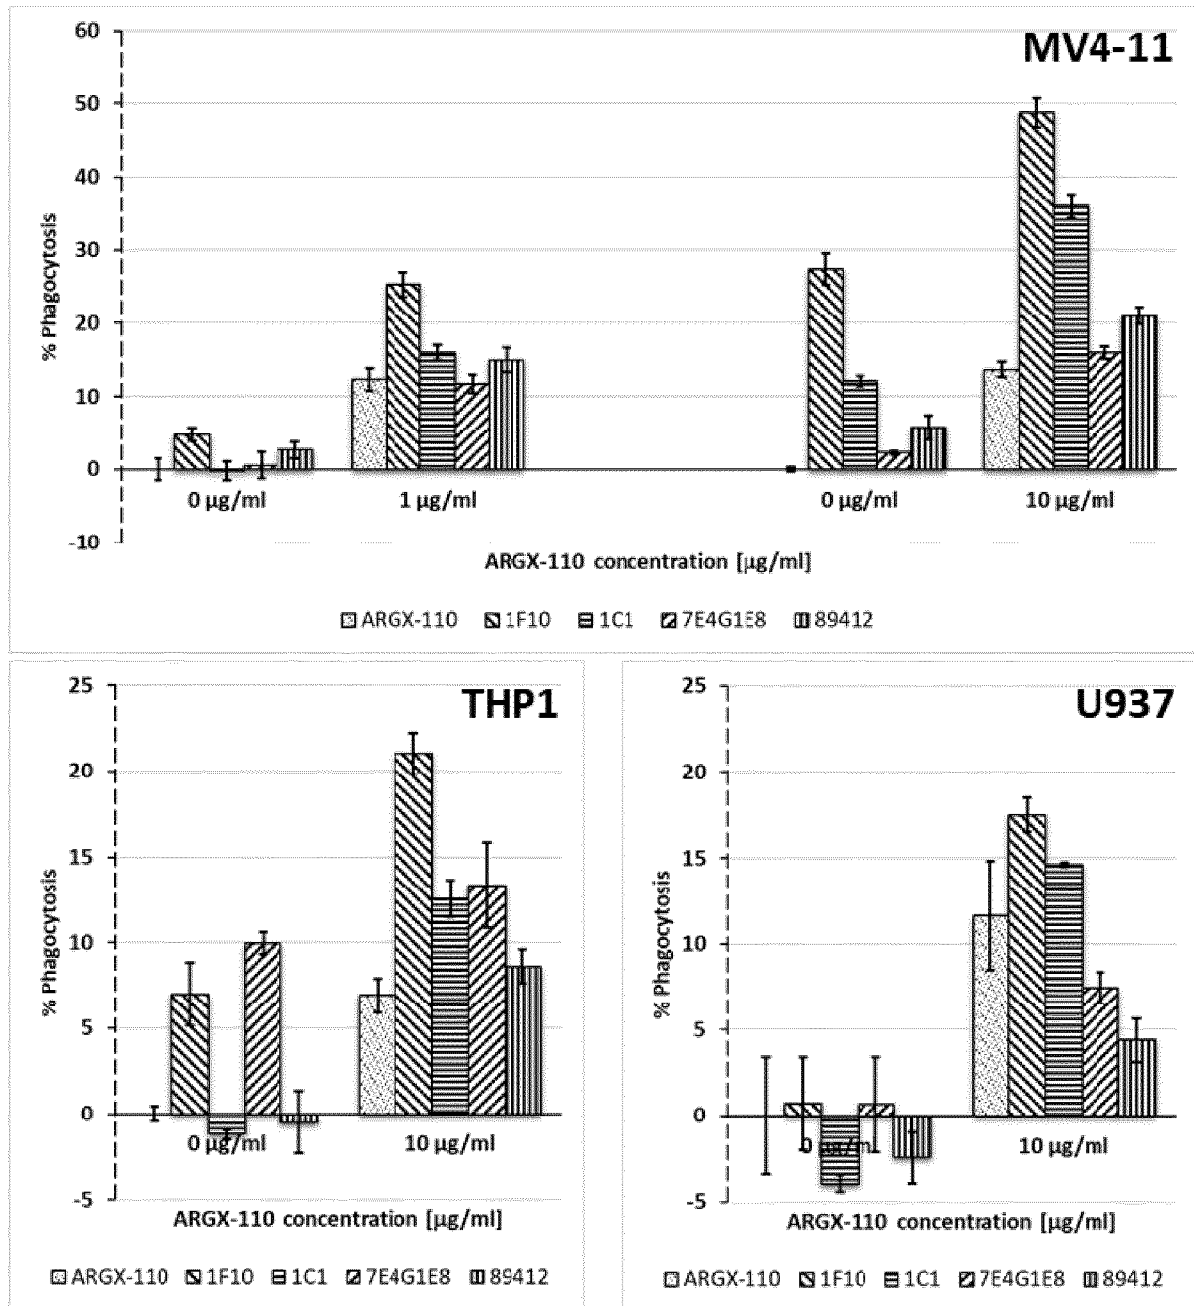 MV4-11
60
50
40
30
20
10
0
-10
% Phagocytosis
0 µg/ml 1 µg/ml 0 µg/ml 10 µg/ml
ARGX-110 concentration [µg/ml]
ARGX-110 1F10 1C1 7E4G1E8 89412
THP1
25
20
15
10
5
0
-5
% Phagocytosis
0 µg/ml 10 µg/ml
ARGX-110 concentration [µg/ml]
ARGX-110 1F10 1C1 7E4G1E8 89412
U937
25
20
15
10
5
0
-5
% Phagocytosis
0 µg/ml 10 µg/ml
ARGX-110 concentration [µg/ml]
ARGX-110 1F10 1C1 7E4G1E8 89412